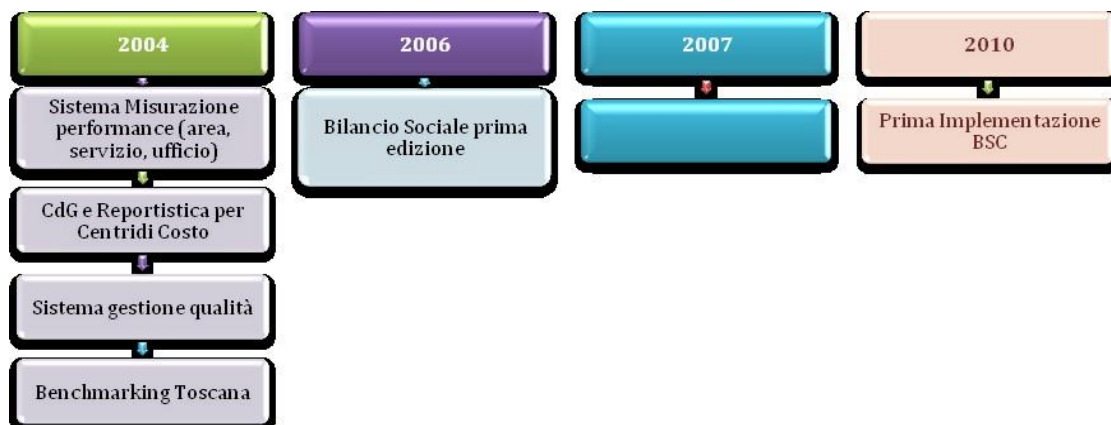 2004
Sistema Misurazione
performance (area,
servizio, ufficio)
CdG e Reportistica per
Centridi Costo
Sistema gestione qualità
Benchmarking Toscana
2006
Bilancio Sociale prima
edizione
2007
2010
Prima Implementazione
BSC